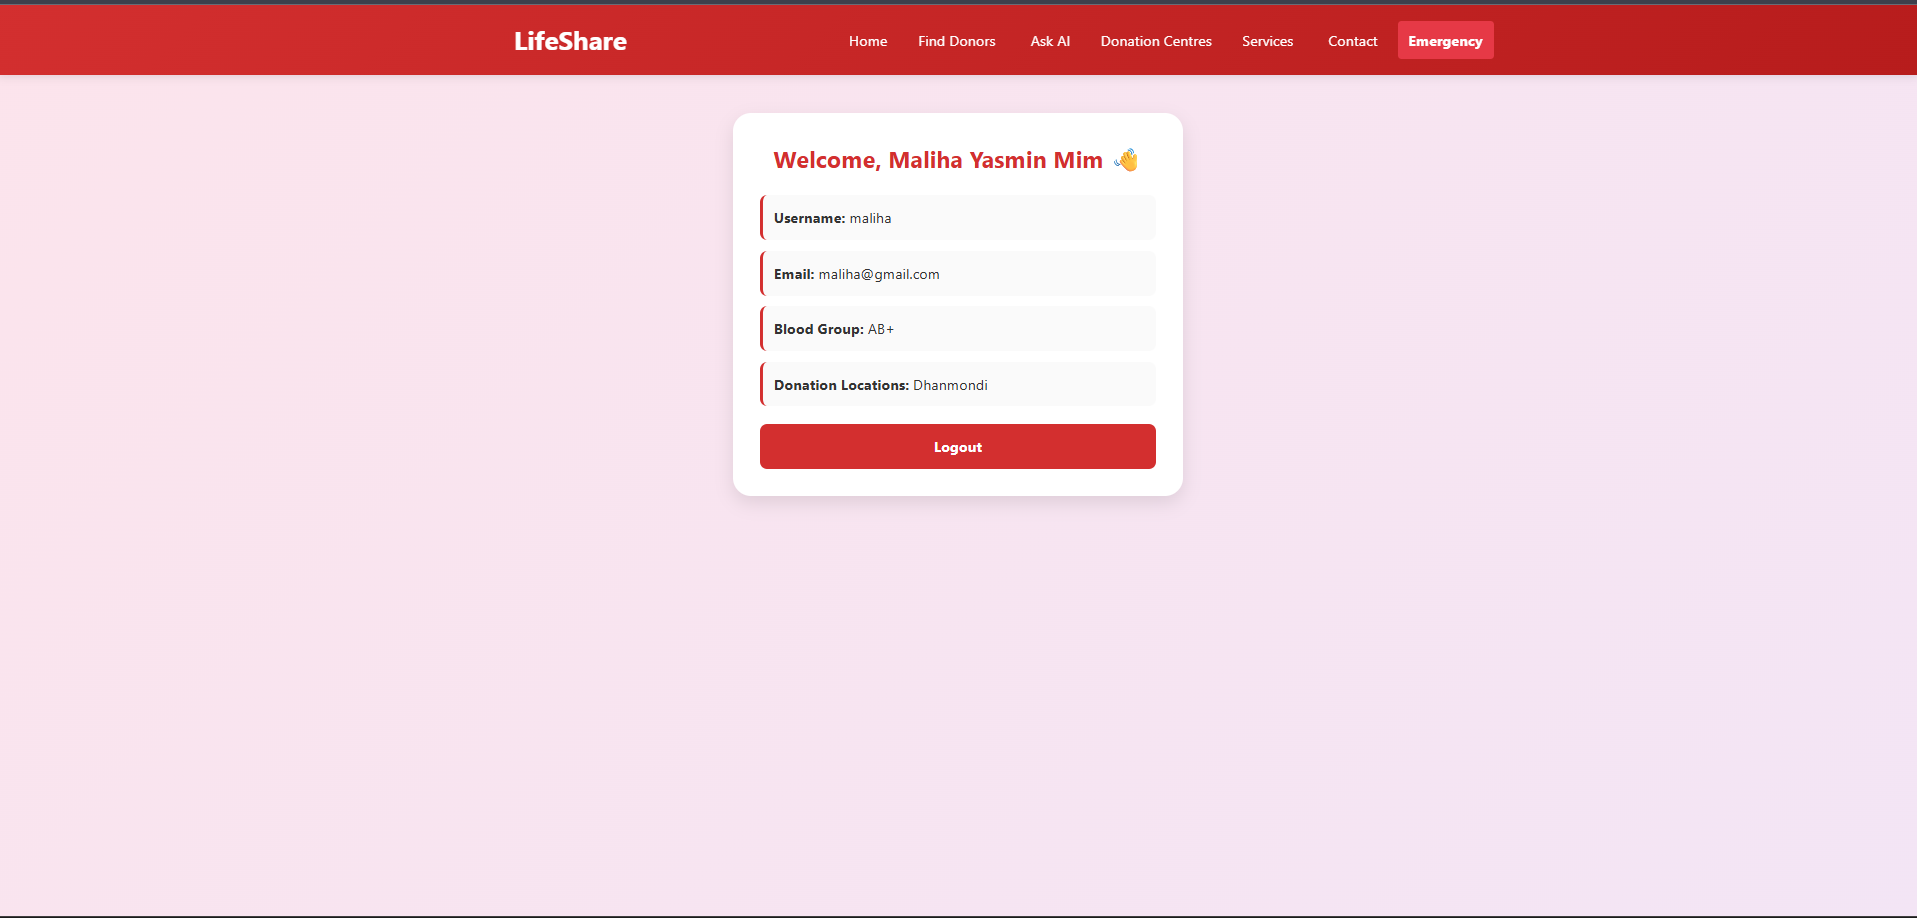 LifeShare
Home Find Donors Ask AI Donation Centres Services Contact Emergency
Welcome, Maliha Yasmin Mim 👋
Username: maliha
Email: maliha@gmail.com
Blood Group: AB+
Donation Locations: Dhanmondi
Logout